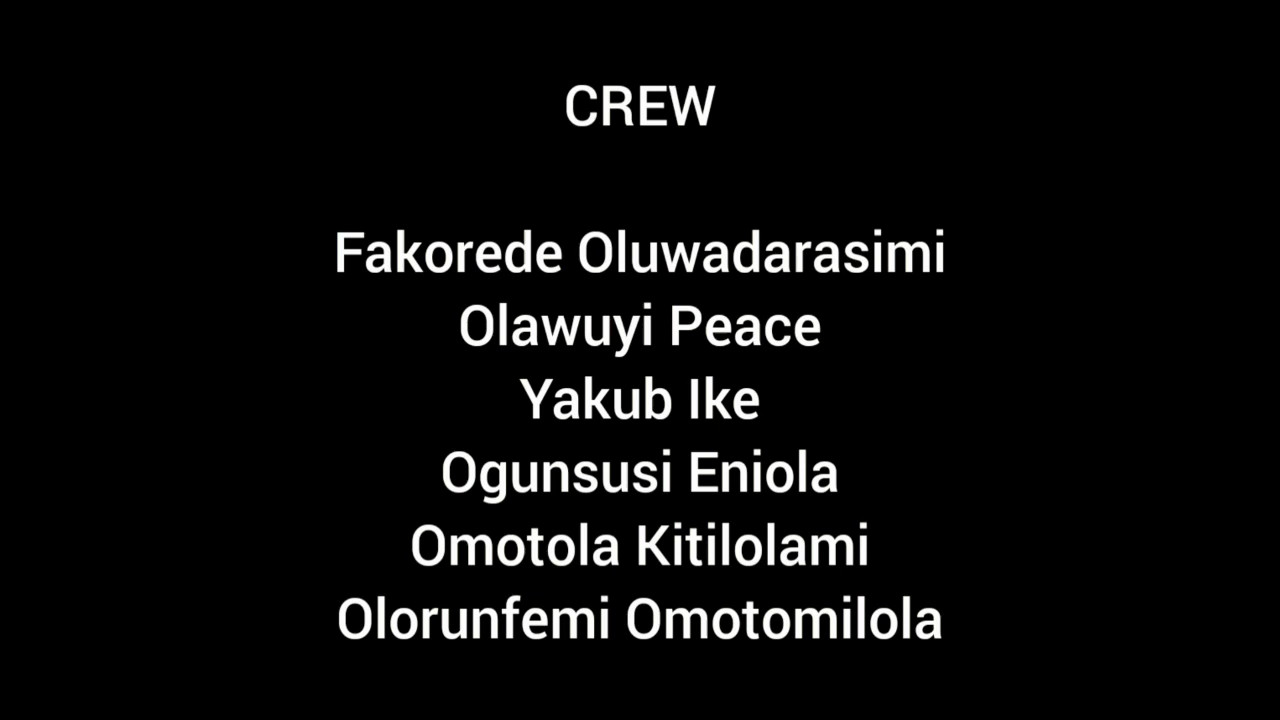 CREW
Fakorede Oluwadarasimi
Olawuyi Peace
Yakub Ike
Ogunsusi Eniola
Omotola Kitilolami
Olorunfemi Omotomilola